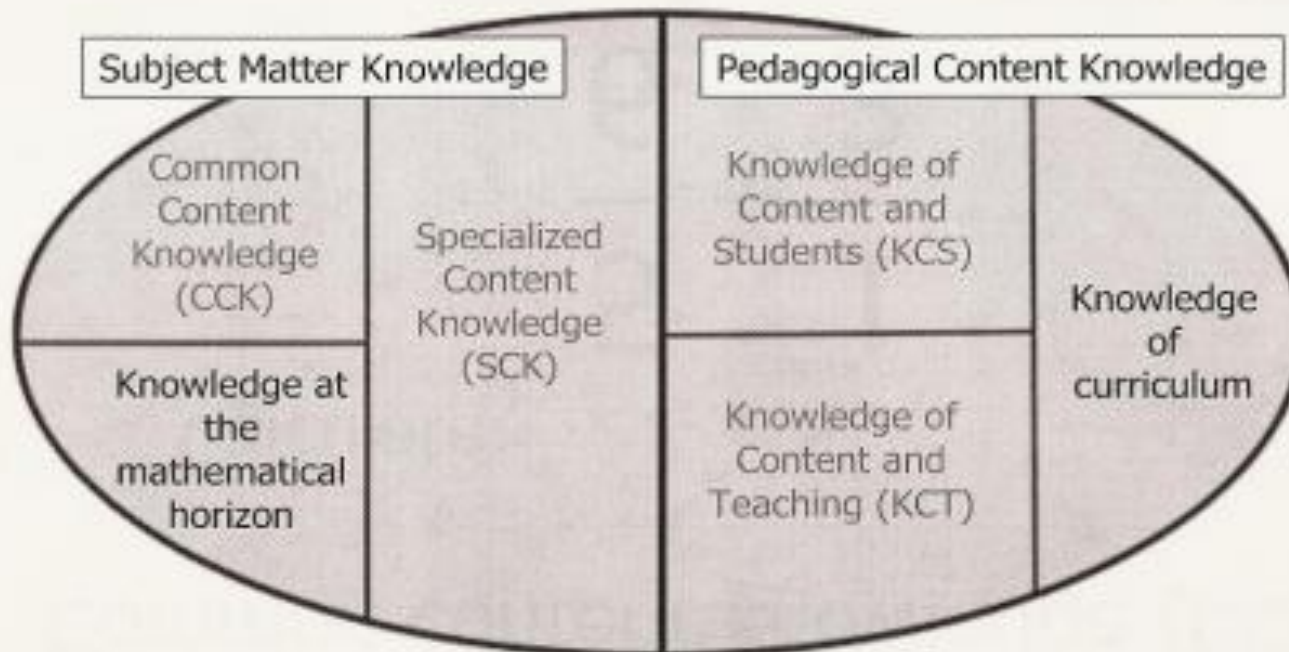 Subject Matter Knowledge
Pedagogical Content Knowledge
Common
Content
Knowledge
(CCK)
Knowledge at
the
mathematical
horizon
Specialized
Content
Knowledge
(SCK)
Knowledge of
Content and
Students (KCS)
Knowledge of
Content and
Teaching (KCT)
Knowledge
of
curriculum